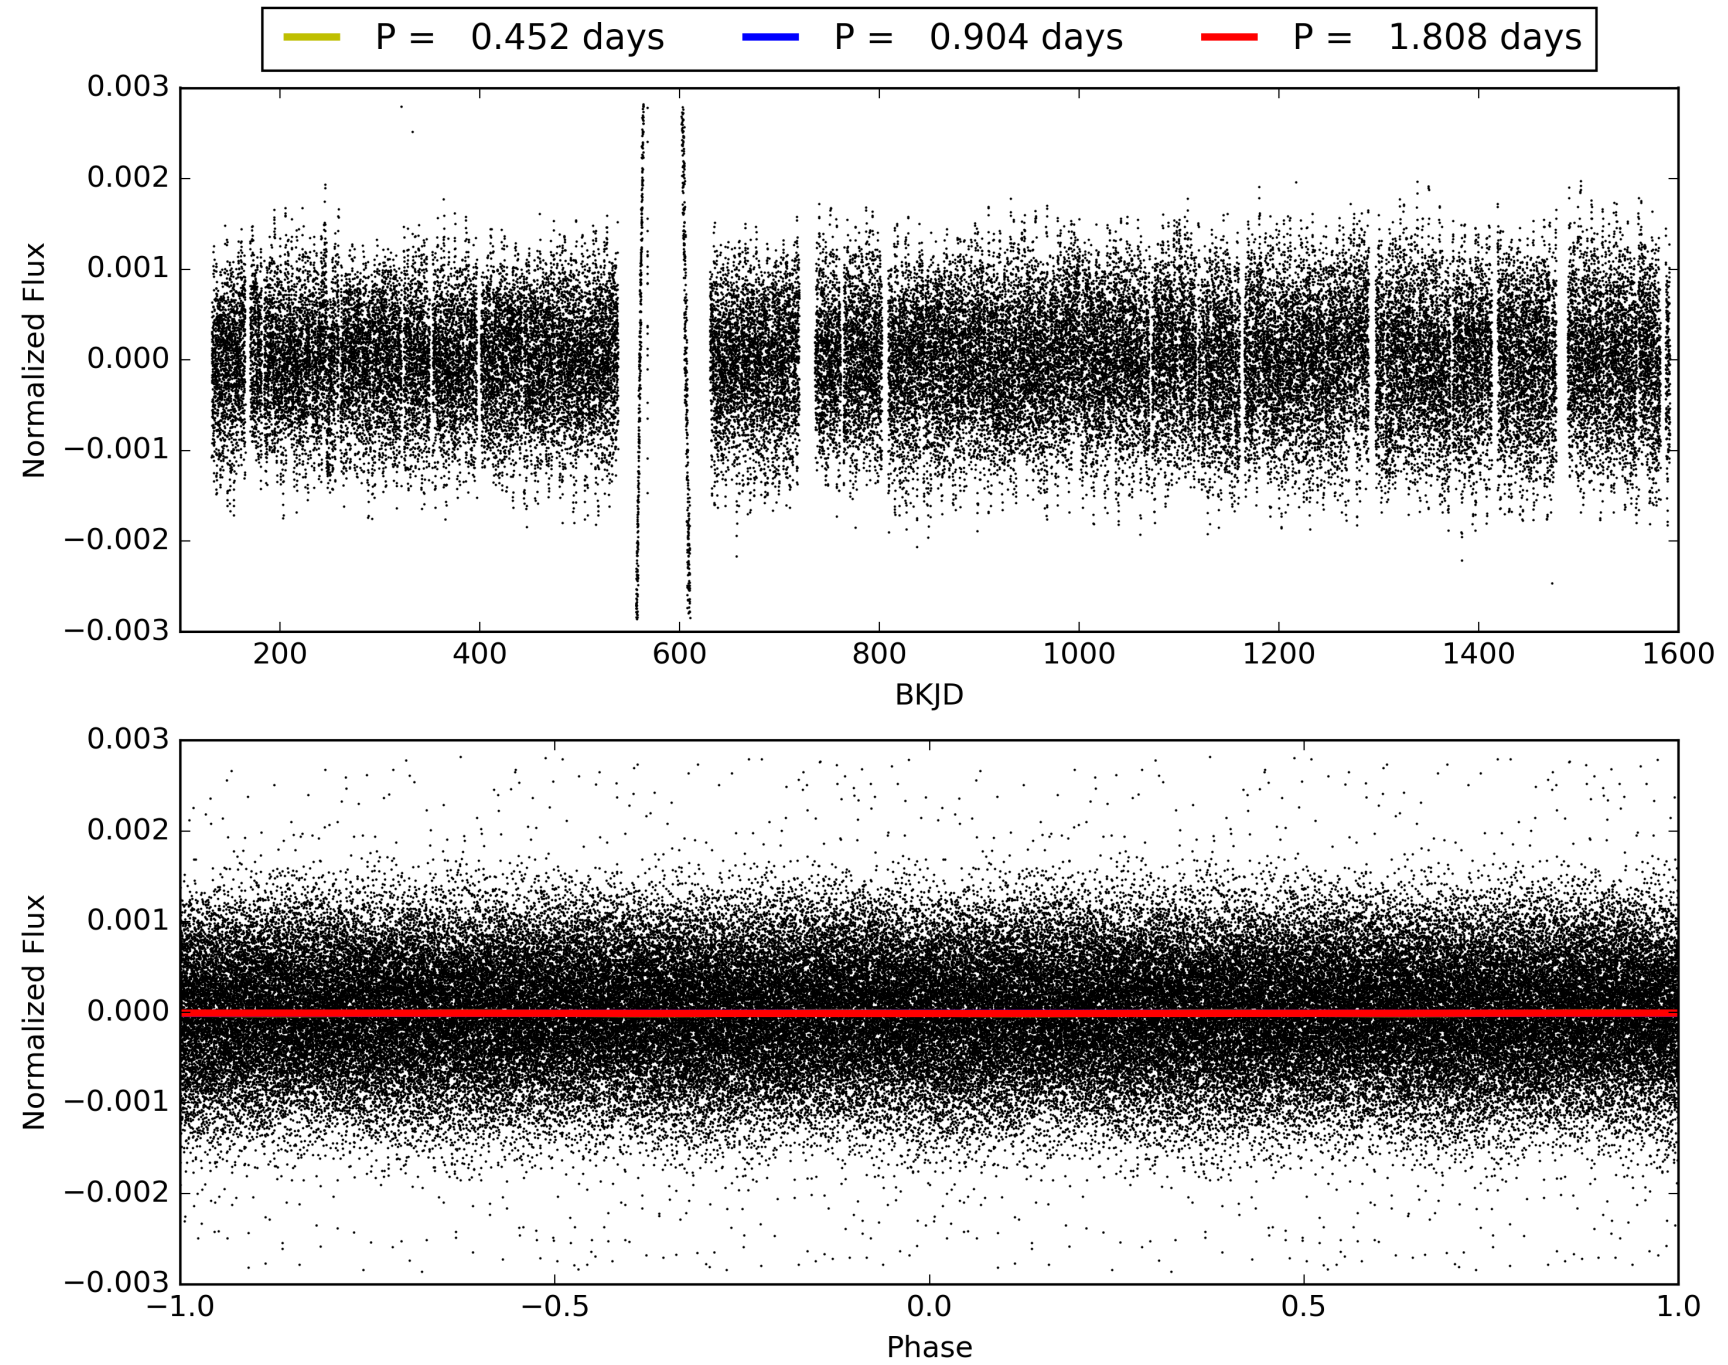 P = 0.452 days P = 0.904 days P = 1.808 days
0.003
0.002
0.001
0.000
−0.001
−0.002
−0.003
Normalized Flux
200 400 600 800 1000 1200 1400 1600
BKJD
0.003
0.002
0.001
0.000
−0.001
−0.002
−0.003
Normalized Flux
−1.0 −0.5 0.0 0.5 1.0
Phase